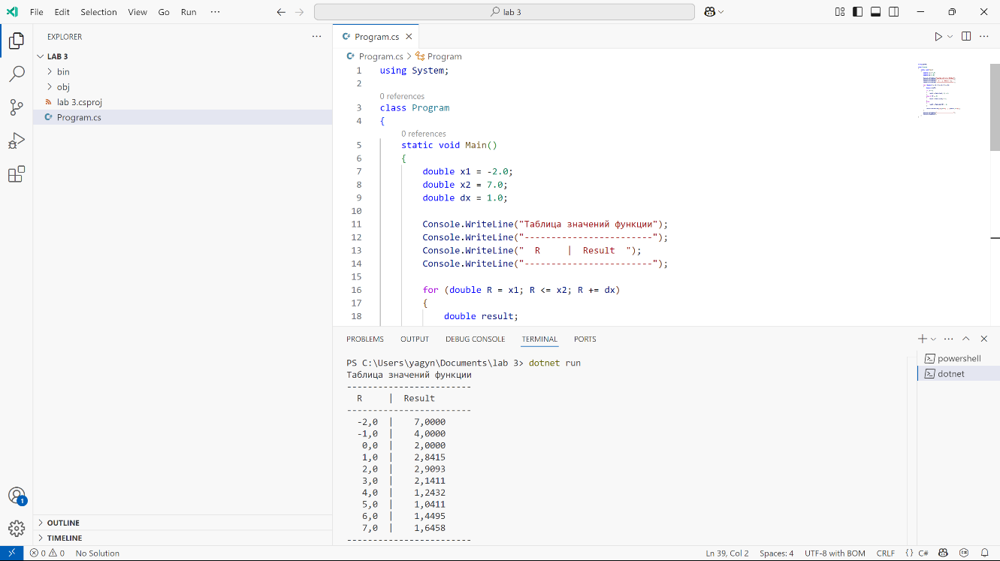 File Edit Selection View Go Run ···
lab 3
EXPLORER
LAB 3
bin
obj
lab 3.csproj
Program.cs
OUTLINE
TIMELINE
Program.cs
Program.cs > Program
1 using System;
2
0 references
3 class Program
4 {
0 references
5 static void Main()
6 {
7 double x1 = -2.0;
8 double x2 = 7.0;
9 double dx = 1.0;
10
11 Console.WriteLine("Таблица значений функции");
12 Console.WriteLine("------------------------");
13 Console.WriteLine("  R     |  Result  ");
14 Console.WriteLine("------------------------");
15
16 for (double R = x1; R <= x2; R += dx)
17 {
18 double result;
PROBLEMS OUTPUT DEBUG CONSOLE TERMINAL PORTS
PS C:\Users\yagyn\Documents\lab 3> dotnet run
Таблица значений функции
------------------------
R | Result
------------------------
-2,0 | 7,0000
-1,0 | 4,0000
0,0 | 2,0000
1,0 | 2,8415
2,0 | 2,9093
3,0 | 2,1411
4,0 | 1,2432
5,0 | 1,0411
6,0 | 1,4495
7,0 | 1,6458
------------------------
powershell
dotnet
1
0 0 No Solution
Ln 39, Col 2 Spaces: 4 UTF-8 with BOM CRLF {} C#